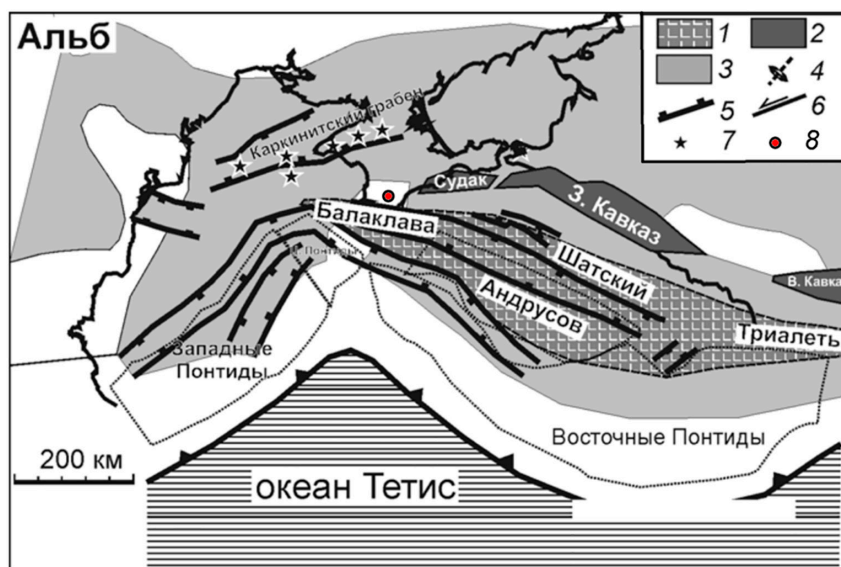 Альб
1
2
3
4
5
6
7
8
Каркинитский грабен
Судак
З. Кавказ
Балаклава
Шатский
Понтиды
В. Кавка
Андрусов
Триалеть
Западные
Понтиды
Восточные Понтиды
200 км
океан Тетис